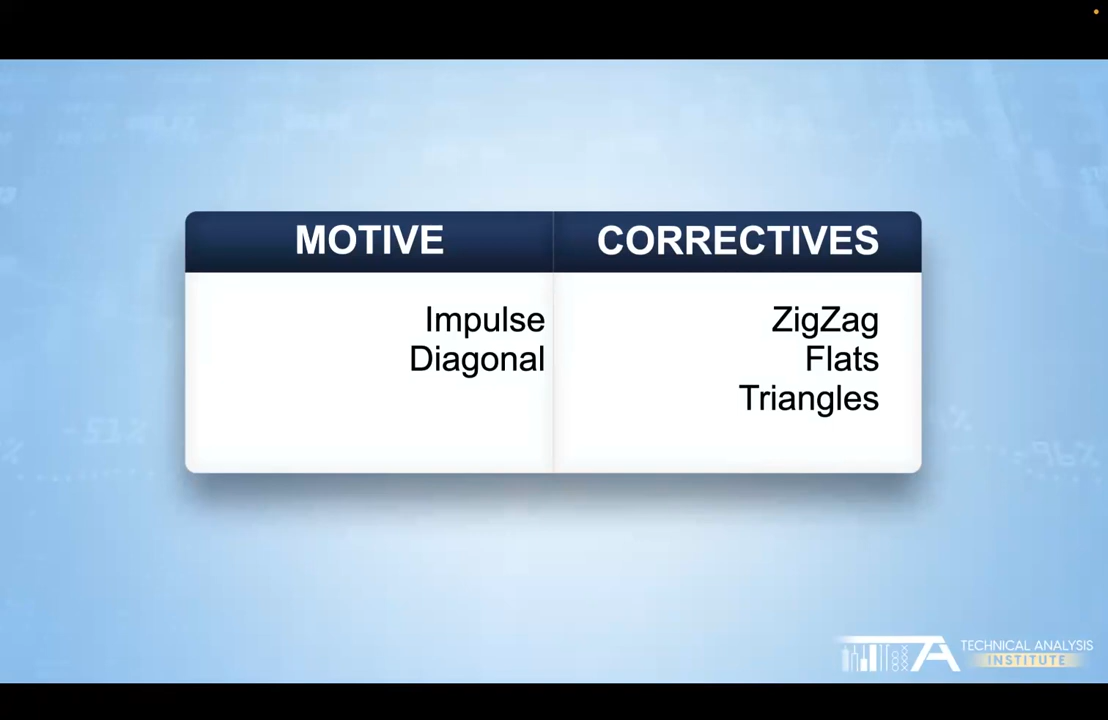 MOTIVE CORRECTIVES
Impulse ZigZag
Diagonal Flats
Triangles
TECHNICAL ANALYSIS
INSTITUTE